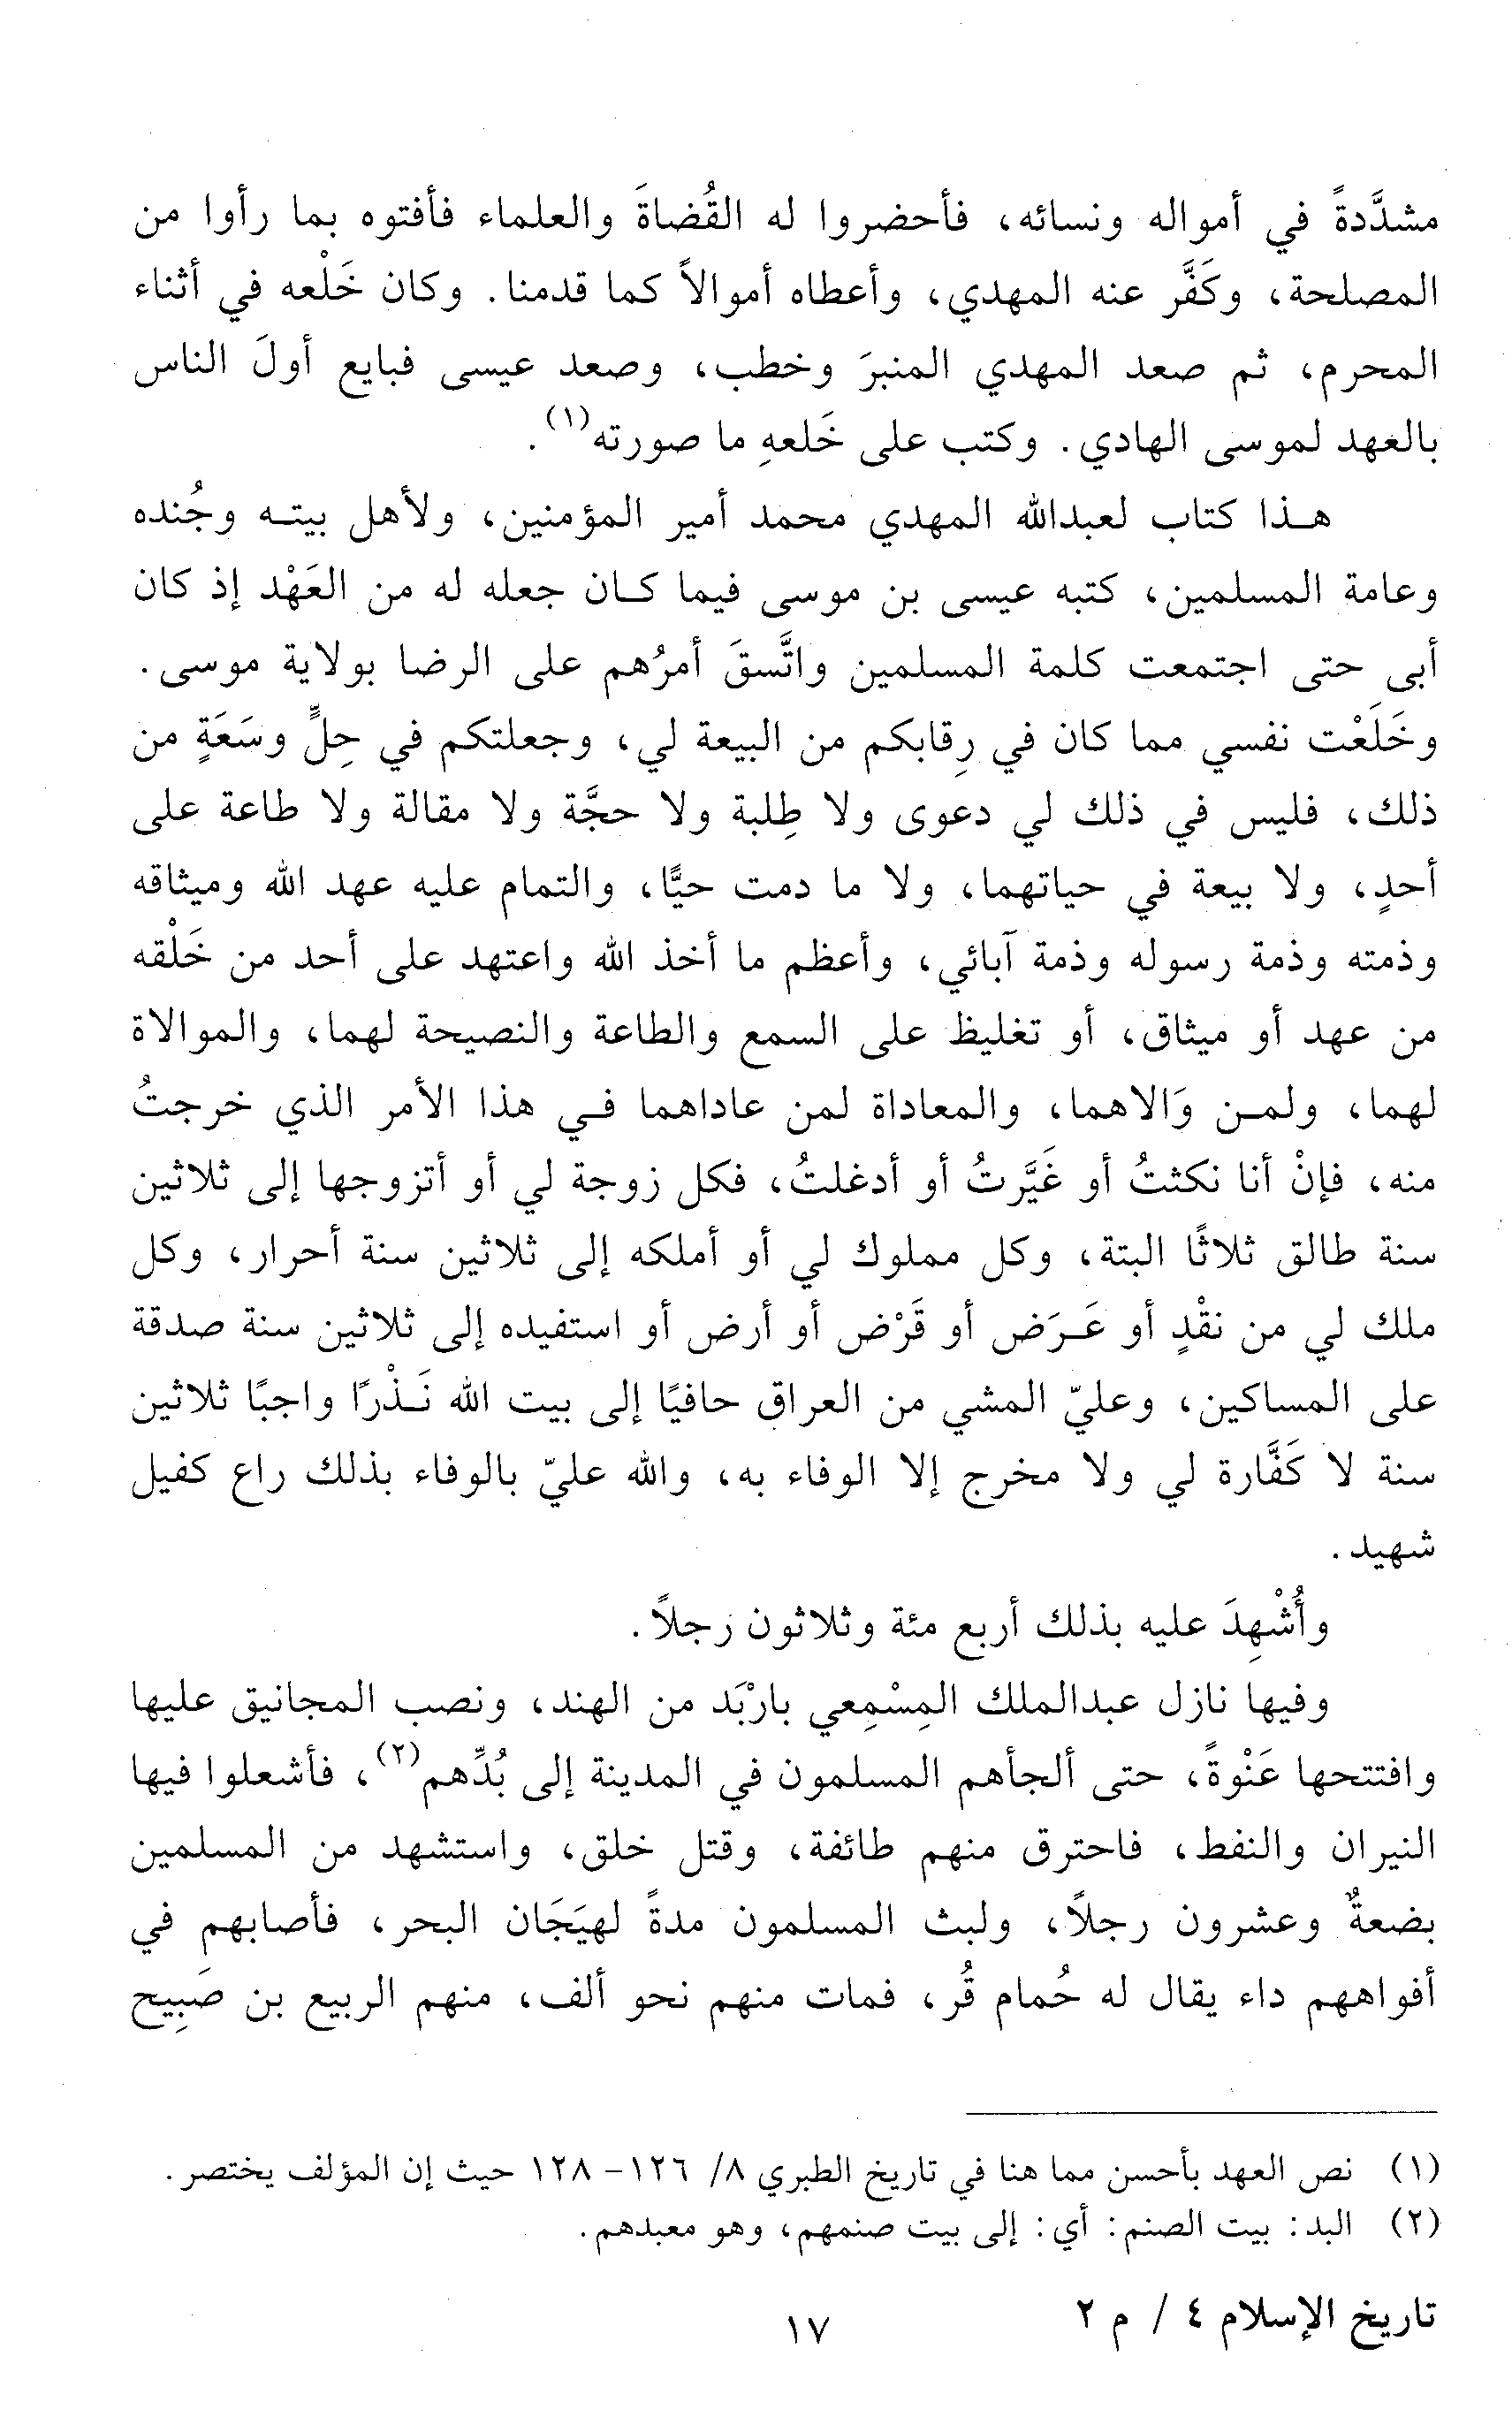 مشدَّدةً في أمواله ونسائه، فأحضروا له القُضاةَ والعلماء فأفتوه بما رأوا من
المصلحة، وكَفَّر عنه المهدي، وأعطاه أموالاً كما قدمنا. وكان خَلْعه في أثناء
المحرم، ثم صعد المهدي المنبرَ وخطب، وصعد عيسى فبايع أولَ الناس
بالعهد لموسى الهادي. وكتب على خَلعهِ ما صورته(١).
هـذا كتاب لعبدالله المهدي محمد أمير المؤمنين، ولأهل بيتـه وجُنده
وعامة المسلمين، كتبه عيسى بن موسى فيما كـان جعله له من العَهْد إذ كان
أبى حتى اجتمعت كلمة المسلمين واتَّسقَ أمرُهم على الرضا بولاية موسى.
وخَلَعْت نفسي مما كان في رِقابكم من البيعة لي، وجعلتكم في حِلٍّ وسَعَةٍ من
ذلك، فليس في ذلك لي دعوى ولا طِلبة ولا حجَّة ولا مقالة ولا طاعة على
أحدٍ، ولا بيعة في حياتهما، ولا ما دمت حيًّا، والتمام عليه عهد الله وميثاقه
وذمته وذمة رسوله وذمة آبائي، وأعظم ما أخذ الله واعتهد على أحد من خَلْقه
من عهد أو ميثاق، أو تغليظ على السمع والطاعة والنصيحة لهما، والموالاة
لهما، ولمـن وَالاهما، والمعاداة لمن عاداهما فـي هذا الأمر الذي خرجتُ
منه، فإنْ أنا نكثتُ أو غَيَّرتُ أو أدغلتُ، فكل زوجة لي أو أتزوجها إلى ثلاثين
سنة طالق ثلاثًا البتة، وكل مملوك لي أو أملكه إلى ثلاثين سنة أحرار، وكل
ملك لي من نقْدٍ أو عَـرَض أو قَرْض أو أرض أو استفيده إلى ثلاثين سنة صدقة
على المساكين، وعليّ المشي من العراق حافيًا إلى بيت الله نَـذْرًا واجبًا ثلاثين
سنة لا كَفَّارة لي ولا مخرج إلا الوفاء به، والله عليّ بالوفاء بذلك راع كفيل
شهيد.
وأُشْهِدَ عليه بذلك أربع مئة وثلاثون رجلاً.
وفيها نازل عبدالملك المِسْمِعي بارْبَد من الهند، ونصب المجانيق عليها
وافتتحها عَنْوةً، حتى ألجأهم المسلمون في المدينة إلى بُدِّهم(٢)، فأشعلوا فيها
النيران والنفط، فاحترق منهم طائفة، وقتل خلق، واستشهد من المسلمين
بضعةٌ وعشرون رجلاً، ولبث المسلمون مدةً لهيَجَان البحر، فأصابهم في
أفواههم داء يقال له حُمام قُر، فمات منهم نحو ألف، منهم الربيع بن صَبِيح
(١) نص العهد بأحسن مما هنا في تاريخ الطبري ٨/ ١٢٦- ١٢٨ حيث إن المؤلف يختصر.
(٢) البد: بيت الصنم: أي: إلى بيت صنمهم، وهو معبدهم.
تاريخ الإسلام ٤ / م ٢
١٧